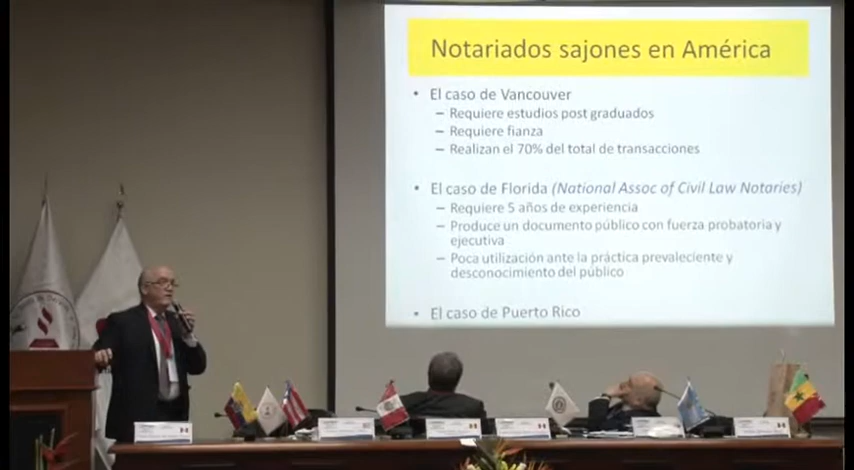 Notariados sajones en América
• El caso de Vancouver
– Requiere estudios post graduados
– Requiere fianza
– Realizan el 70% del total de transacciones
• El caso de Florida (National Assoc of Civil Law Notaries)
– Requiere 5 años de experiencia
– Produce un documento público con fuerza probatoria y
ejecutiva
– Poca utilización ante la práctica prevaleciente y
desconocimiento del público
• El caso de Puerto Rico